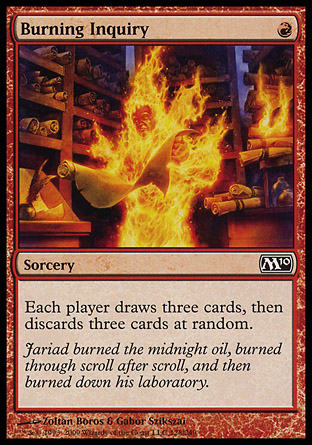 Burning Inquiry
Sorcery
M10
Each player draws three cards, then
discards three cards at random.
Jariad burned the midnight oil, burned
through scroll after scroll, and then
burned down his laboratory.
Zoltan Boros & Gabor Szikszai